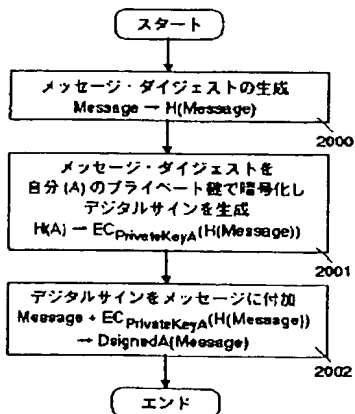 スタート
メッセージ・ダイジェストの生成
Message → H(Message)
2000
メッセージ・ダイジェストを
自分(A)のプライベート鍵で暗号化し
デジタルサインを生成
H(A) → EC_PrivateKeyA(H(Message))
2001
デジタルサインをメッセージに付加
Message + EC_PrivateKeyA(H(Message))
→ DsignedA(Message)
2002
エンド